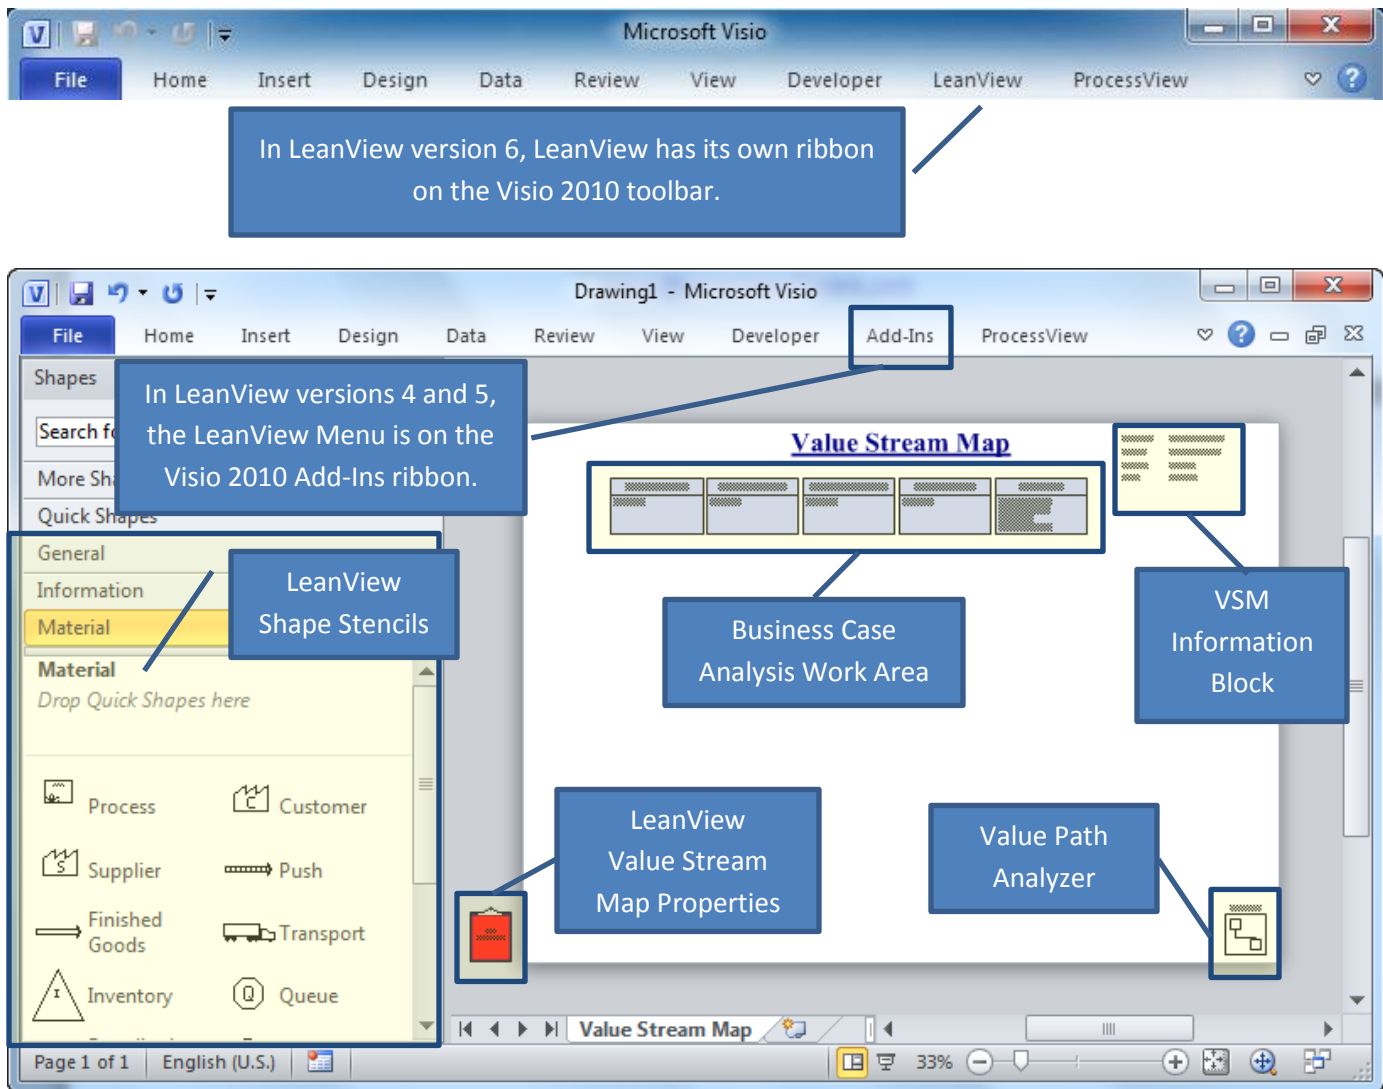 Microsoft Visio
File Home Insert Design Data Review View Developer LeanView ProcessView
In LeanView version 6, LeanView has its own ribbon
on the Visio 2010 toolbar.
Drawing1 - Microsoft Visio
File Home Insert Design Data Review View Developer Add-Ins ProcessView
Shapes
In LeanView versions 4 and 5,
the LeanView Menu is on the
Visio 2010 Add-Ins ribbon.
Search fo
More Sha
Quick Shapes
General
Information
Material
LeanView
Shape Stencils
Material
Drop Quick Shapes here
Process
C Customer
S Supplier
Push
Finished
Goods
Transport
I Inventory
Q Queue
Value Stream Map
Business Case
Analysis Work Area
VSM
Information
Block
LeanView
Value Stream
Map Properties
Value Path
Analyzer
Value Stream Map
Page 1 of 1 English (U.S.) 33%